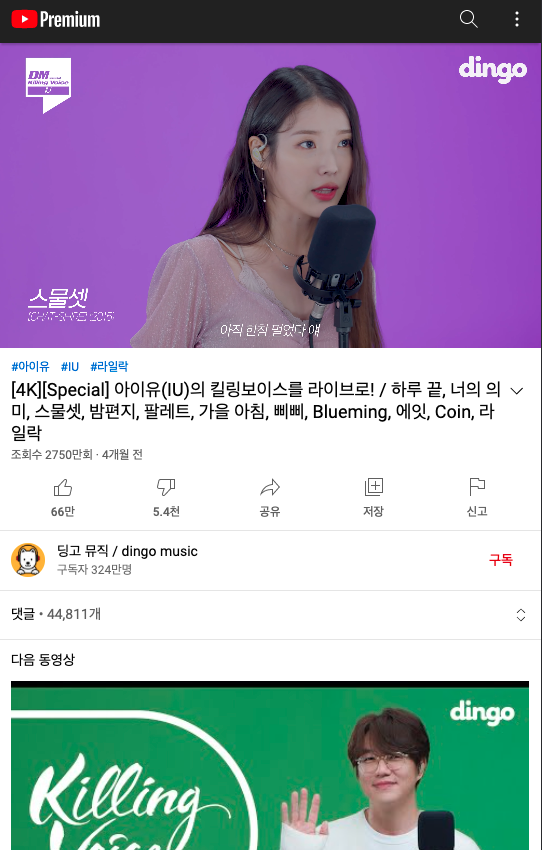 Premium
DM
Killing Voice
dingo
스물셋
(CHAT-SHIRE) (2015)
아직 한참 멀었다 얘
#아이유 #IU #라일락
[4K][Special] 아이유(IU)의 킬링보이스를 라이브로! / 하루 끝, 너의 의
미, 스물셋, 밤편지, 팔레트, 가을 아침, 삐삐, Blueming, 에잇, Coin, 라
일락
조회수 2750만회 · 4개월 전
66만 5.4천 공유 저장 신고
딩고 뮤직 / dingo music
구독자 324만명
구독
댓글 • 44,811개
다음 동영상
dingo
Killing
Voice